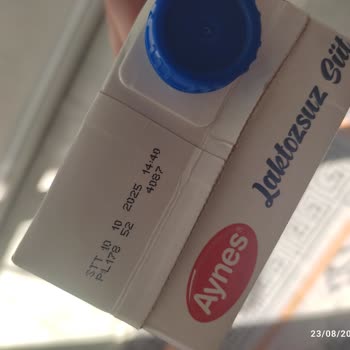 STT 10 10 2025 14:40
PL178 52 4087
Aynes
Laktozsuz Süt
23/08/20